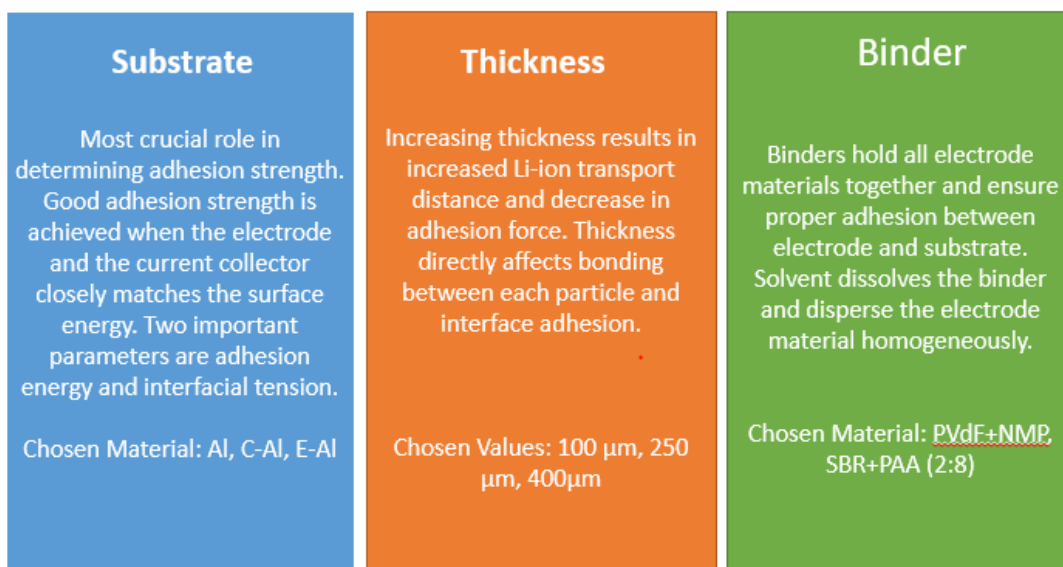 Substrate
Most crucial role in
determining adhesion strength.
Good adhesion strength is
achieved when the electrode
and the current collector
closely matches the surface
energy. Two important
parameters are adhesion
energy and interfacial tension.
Chosen Material: Al, C-Al, E-Al
Thickness
Increasing thickness results in
increased Li-ion transport
distance and decrease in
adhesion force. Thickness
directly affects bonding
between each particle and
interface adhesion.
Chosen Values: 100 µm, 250
µm, 400µm
Binder
Binders hold all electrode
materials together and ensure
proper adhesion between
electrode and substrate.
Solvent dissolves the binder
and disperse the electrode
material homogeneously.
Chosen Material: PVdF+NMP,
SBR+PAA (2:8)